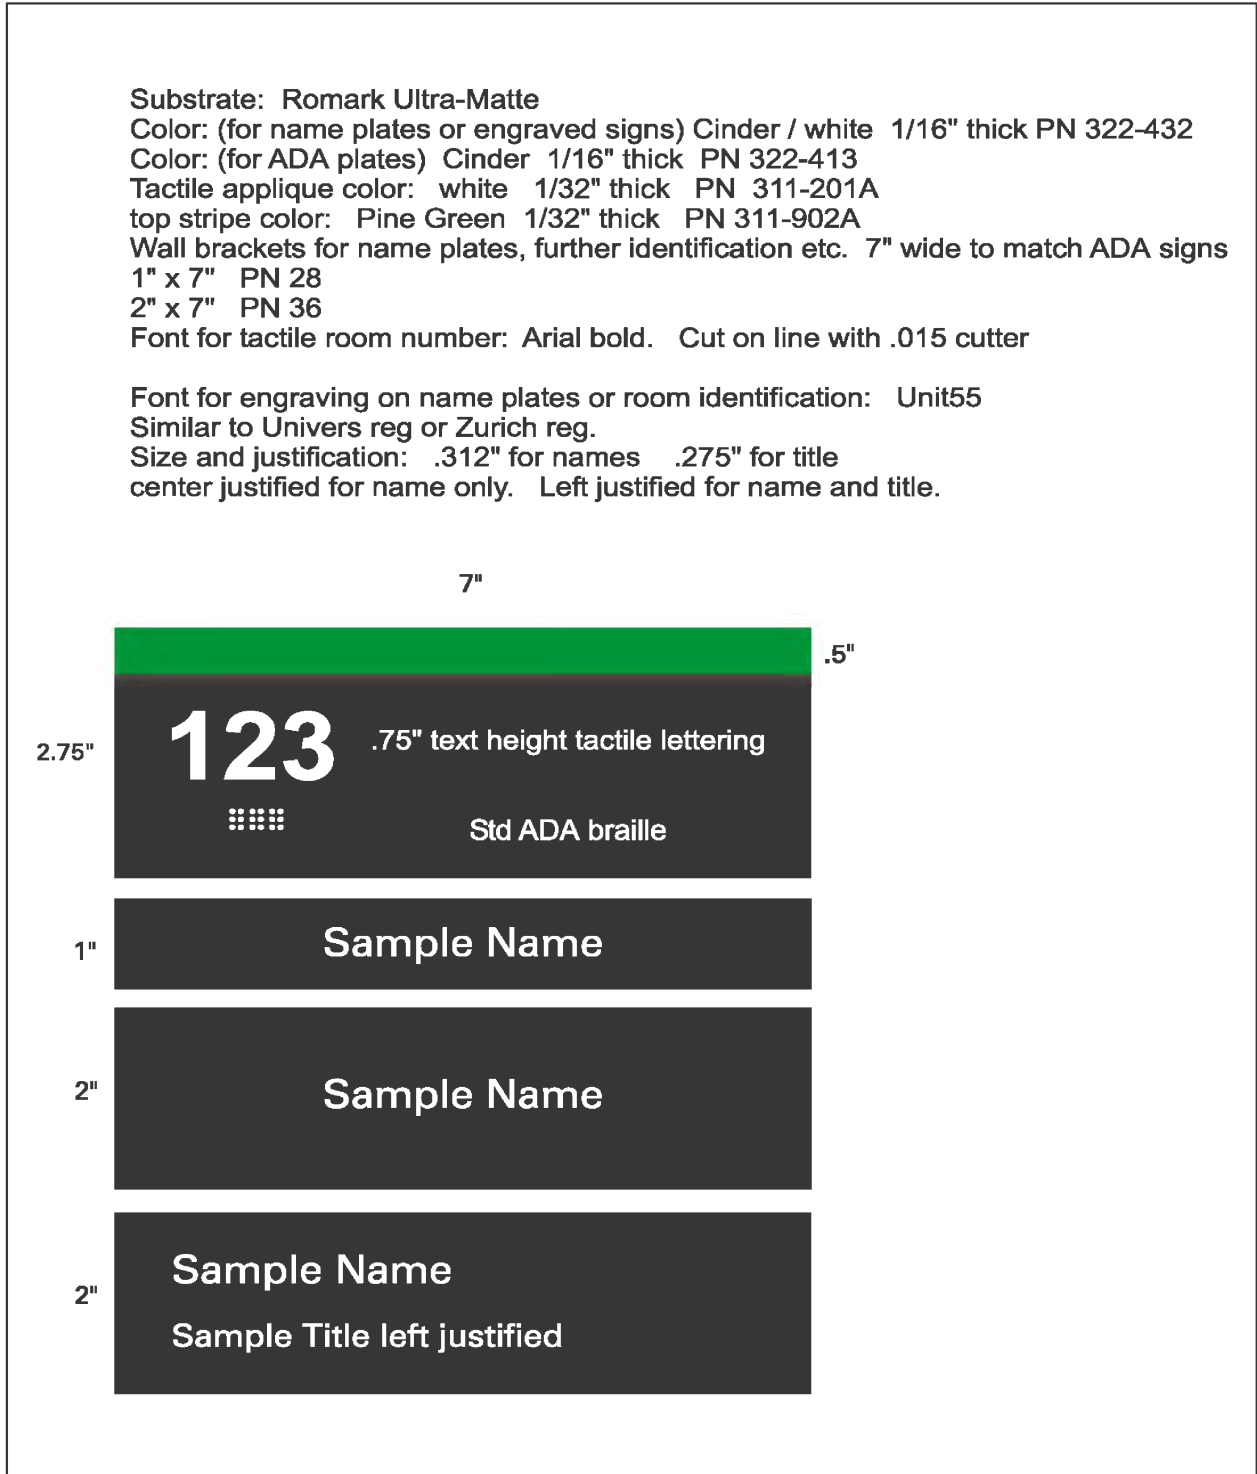 Substrate:  Romark Ultra-Matte
Color: (for name plates or engraved signs) Cinder / white  1/16" thick PN 322-432
Color: (for ADA plates)  Cinder  1/16" thick  PN 322-413
Tactile applique color:   white   1/32" thick   PN  311-201A
top stripe color:   Pine Green  1/32" thick   PN 311-902A
Wall brackets for name plates, further identification etc.  7" wide to match ADA signs
1" x 7"   PN 28
2" x 7"   PN 36
Font for tactile room number:  Arial bold.   Cut on line with .015 cutter
Font for engraving on name plates or room identification:   Unit55
Similar to Univers reg or Zurich reg.
Size and justification:   .312" for names    .275" for title
center justified for name only.   Left justified for name and title.
7"
.5"
2.75"
123
.75" text height tactile lettering
⠿⠿⠿
Std ADA braille
1"
Sample Name
2"
Sample Name
2"
Sample Name
Sample Title left justified